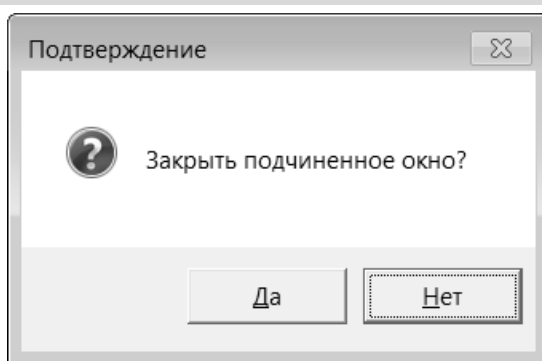 Подтверждение
Закрыть подчиненное окно?
Да
Нет